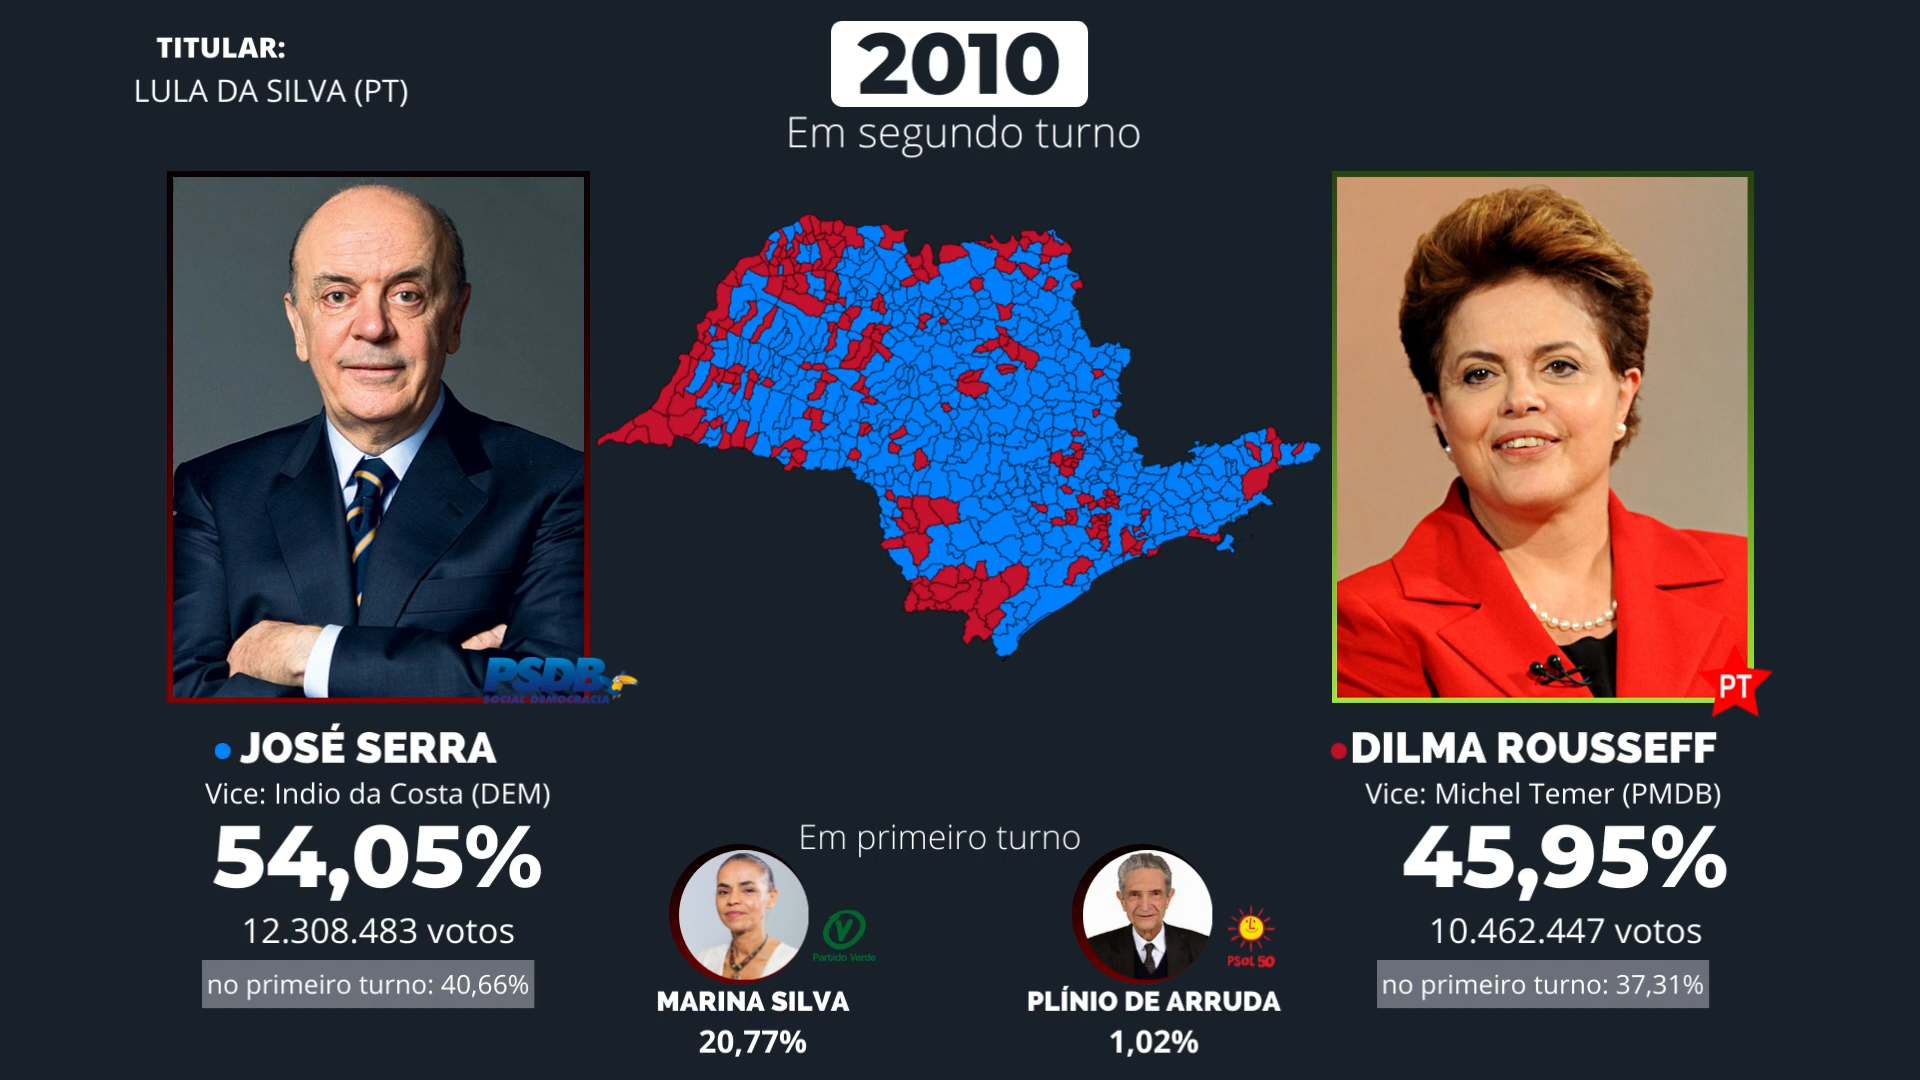 TITULAR:
LULA DA SILVA (PT)
2010
Em segundo turno
PSDB
SOCIAL DEMOCRACIA
PT
JOSÉ SERRA
Vice: Indio da Costa (DEM)
54,05%
12.308.483 votos
no primeiro turno: 40,66%
DILMA ROUSSEFF
Vice: Michel Temer (PMDB)
45,95%
10.462.447 votos
no primeiro turno: 37,31%
Em primeiro turno
V
Partido Verde
MARINA SILVA
20,77%
L
PSOL 50
PLÍNIO DE ARRUDA
1,02%